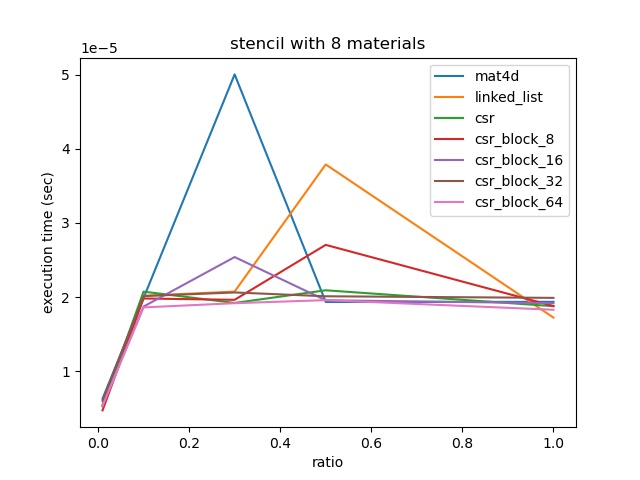 stencil with 8 materials
1e−5
5
4
3
2
1
execution time (sec)
0.0
0.2
0.4
0.6
0.8
1.0
ratio
mat4d
linked_list
csr
csr_block_8
csr_block_16
csr_block_32
csr_block_64